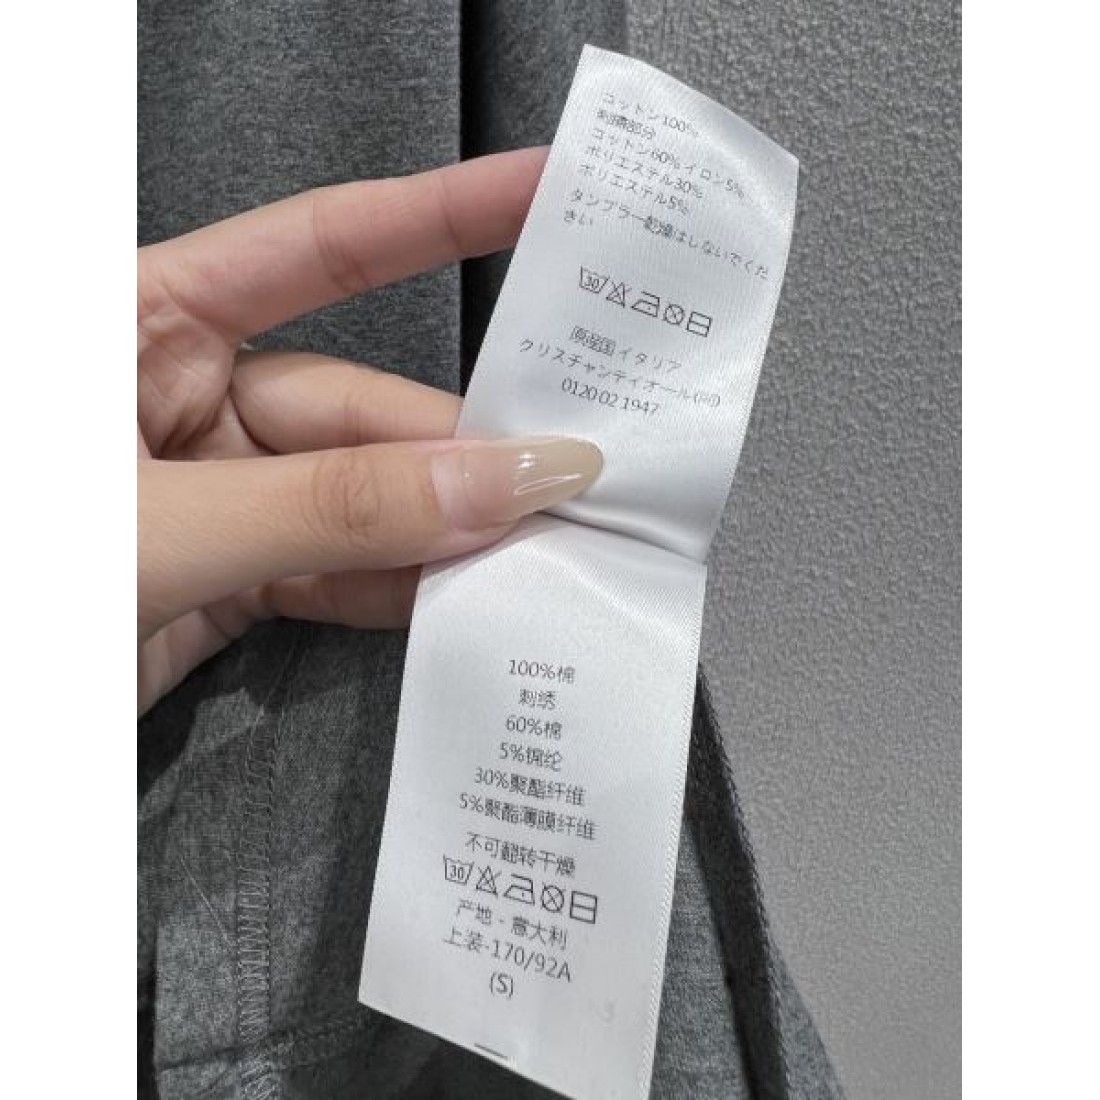 コットン100%
刺繍部分
コットン60%イロン5%
ポリエステル30%
ポリエステル5%
タンブラー乾燥はしないでくだ
さい
30
原産国イタリア
クリスチャンディオール(株)
0120 02 1947
100%棉
刺绣
60%棉
5%锦纶
30%聚酯纤维
5%聚酯薄膜纤维
不可翻转干燥
30
产地 - 意大利
上装-170/92A
(S)
3